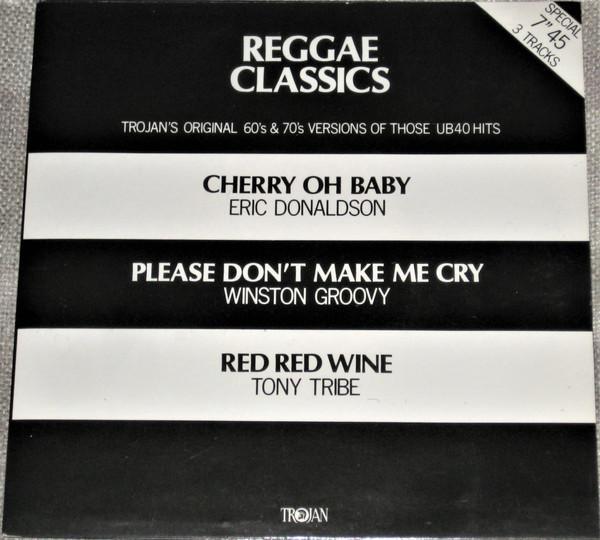 REGGAE
CLASSICS
SPECIAL
7" 45
3 TRACKS
TROJAN'S ORIGINAL 60's & 70's VERSIONS OF THOSE UB40 HITS
CHERRY OH BABY
ERIC DONALDSON
PLEASE DON'T MAKE ME CRY
WINSTON GROOVY
RED RED WINE
TONY TRIBE
TROJAN